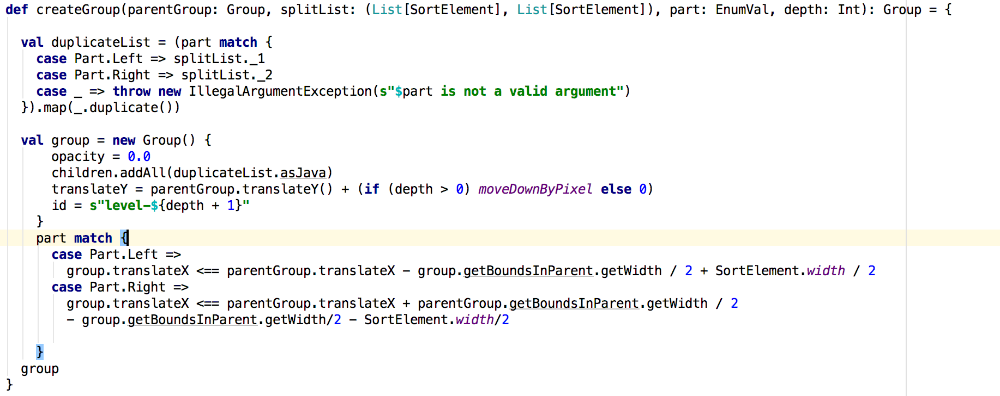 def createGroup(parentGroup: Group, splitList: (List[SortElement], List[SortElement]), part: EnumVal, depth: Int): Group = {
val duplicateList = (part match {
case Part.Left => splitList._1
case Part.Right => splitList._2
case _ => throw new IllegalArgumentException(s"$part is not a valid argument")
}).map(_.duplicate())
val group = new Group() {
opacity = 0.0
children.addAll(duplicateList.asJava)
translateY = parentGroup.translateY() + (if (depth > 0) moveDownByPixel else 0)
id = s"level-${depth + 1}"
}
part match {
case Part.Left =>
group.translateX <== parentGroup.translateX - group.getBoundsInParent.getWidth / 2 + SortElement.width / 2
case Part.Right =>
group.translateX <== parentGroup.translateX + parentGroup.getBoundsInParent.getWidth / 2
- group.getBoundsInParent.getWidth/2 - SortElement.width/2
}
group
}